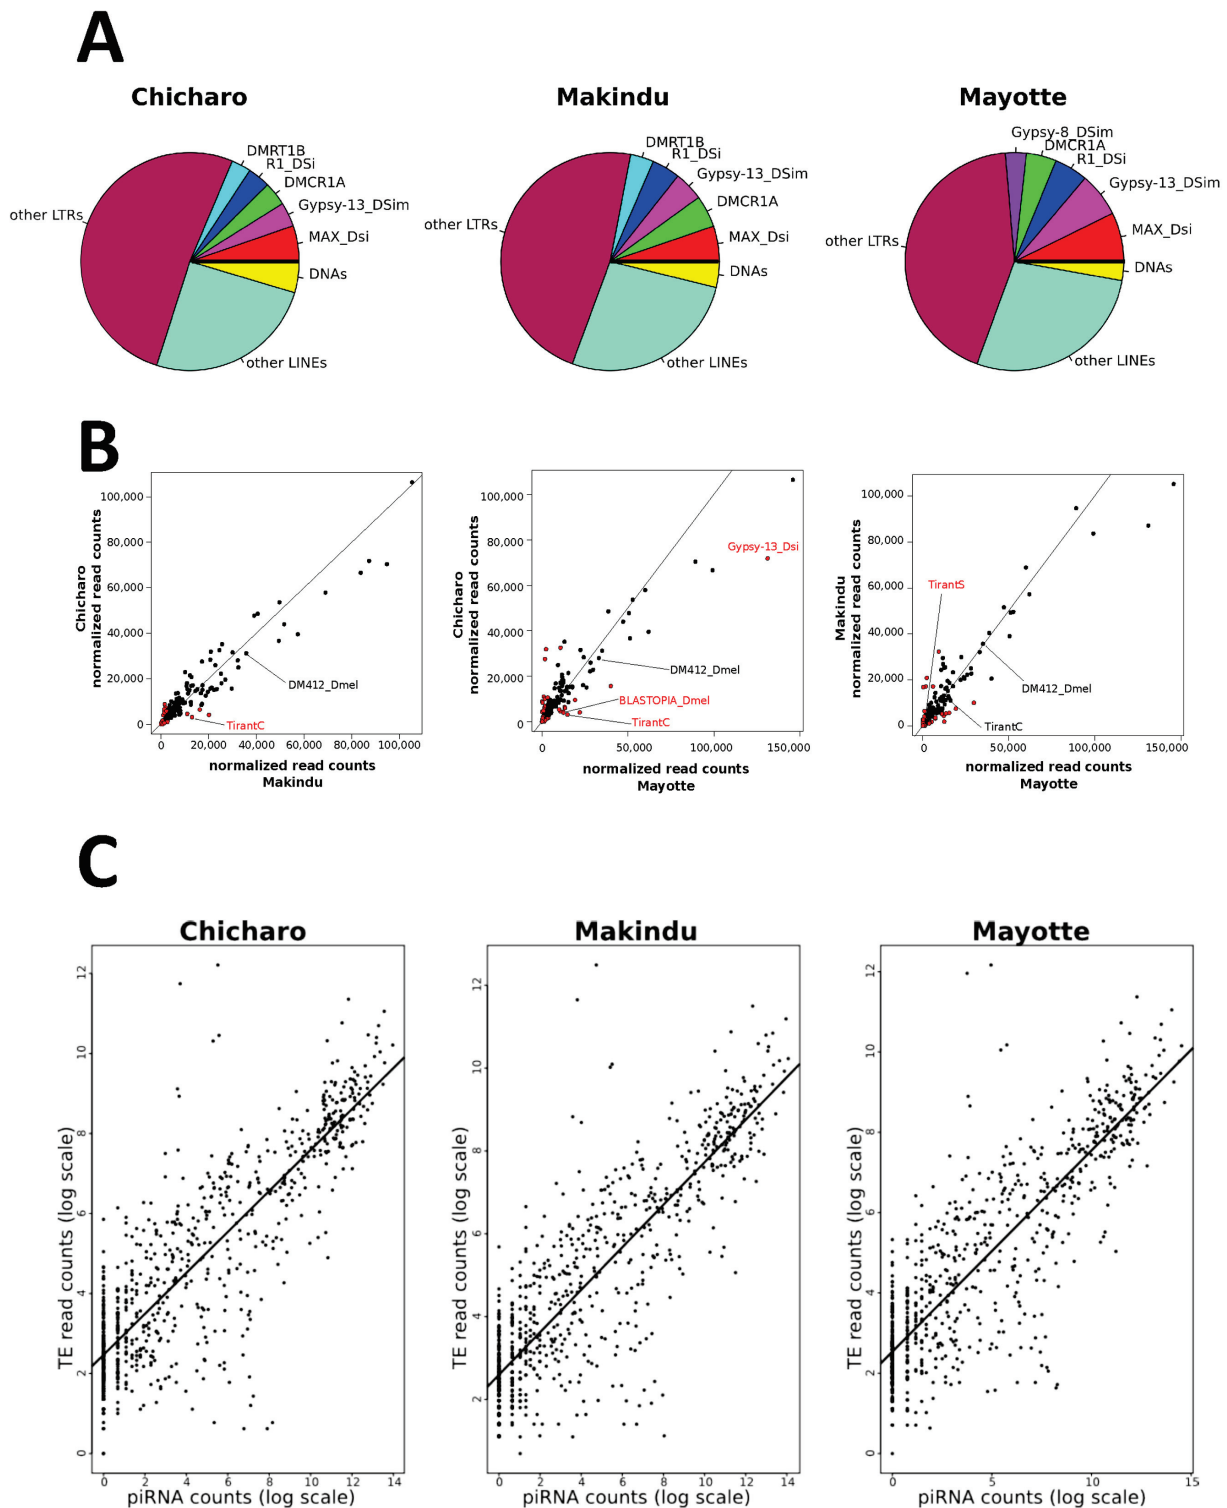 A
Chicharo
Makindu
Mayotte
DMRT1B
R1_DSi
DMCR1A
Gypsy-13_DSim
MAX_Dsi
DNAs
other LINEs
other LTRs
DMRT1B
R1_DSi
Gypsy-13_DSim
DMCR1A
MAX_Dsi
DNAs
other LINEs
other LTRs
Gypsy-8_DSim
DMCR1A
R1_DSi
Gypsy-13_DSim
MAX_Dsi
DNAs
other LINEs
other LTRs
B
Chicharo
normalized read counts
100,000
80,000
60,000
40,000
20,000
0
DM412_Dmel
TirantC
0
20,000
40,000
60,000
80,000
100,000
normalized read counts
Makindu
Chicharo
normalized read counts
100,000
80,000
60,000
40,000
20,000
0
Gypsy-13_Dsi
DM412_Dmel
BLASTOPIA_Dmel
TirantC
0
50,000
100,000
150,000
normalized read counts
Mayotte
Makindu
normalized read counts
100,000
80,000
60,000
40,000
20,000
0
TirantS
DM412_Dmel
TirantC
0
50,000
100,000
150,000
normalized read counts
Mayotte
C
Chicharo
TE read counts (log scale)
12
10
8
6
4
2
0
0
2
4
6
8
10
12
14
piRNA counts (log scale)
Makindu
TE read counts (log scale)
12
10
8
6
4
2
0
2
4
6
8
10
12
14
piRNA counts (log scale)
Mayotte
TE read counts (log scale)
12
10
8
6
4
2
0
0
5
10
15
piRNA counts (log scale)